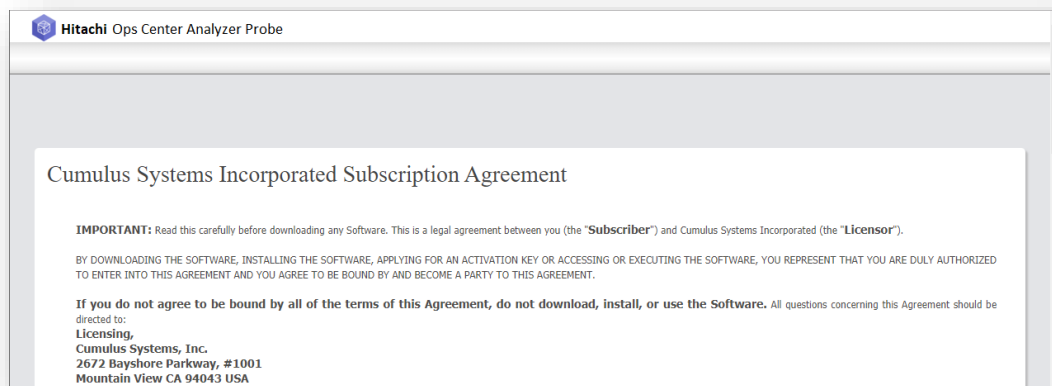 Hitachi Ops Center Analyzer Probe
Cumulus Systems Incorporated Subscription Agreement
IMPORTANT: Read this carefully before downloading any Software. This is a legal agreement between you (the "Subscriber") and Cumulus Systems Incorporated (the "Licensor").
BY DOWNLOADING THE SOFTWARE, INSTALLING THE SOFTWARE, APPLYING FOR AN ACTIVATION KEY OR ACCESSING OR EXECUTING THE SOFTWARE, YOU REPRESENT THAT YOU ARE DULY AUTHORIZED
TO ENTER INTO THIS AGREEMENT AND YOU AGREE TO BE BOUND BY AND BECOME A PARTY TO THIS AGREEMENT.
If you do not agree to be bound by all of the terms of this Agreement, do not download, install, or use the Software. All questions concerning this Agreement should be
directed to:
Licensing,
Cumulus Systems, Inc.
2672 Bayshore Parkway, #1001
Mountain View CA 94043 USA